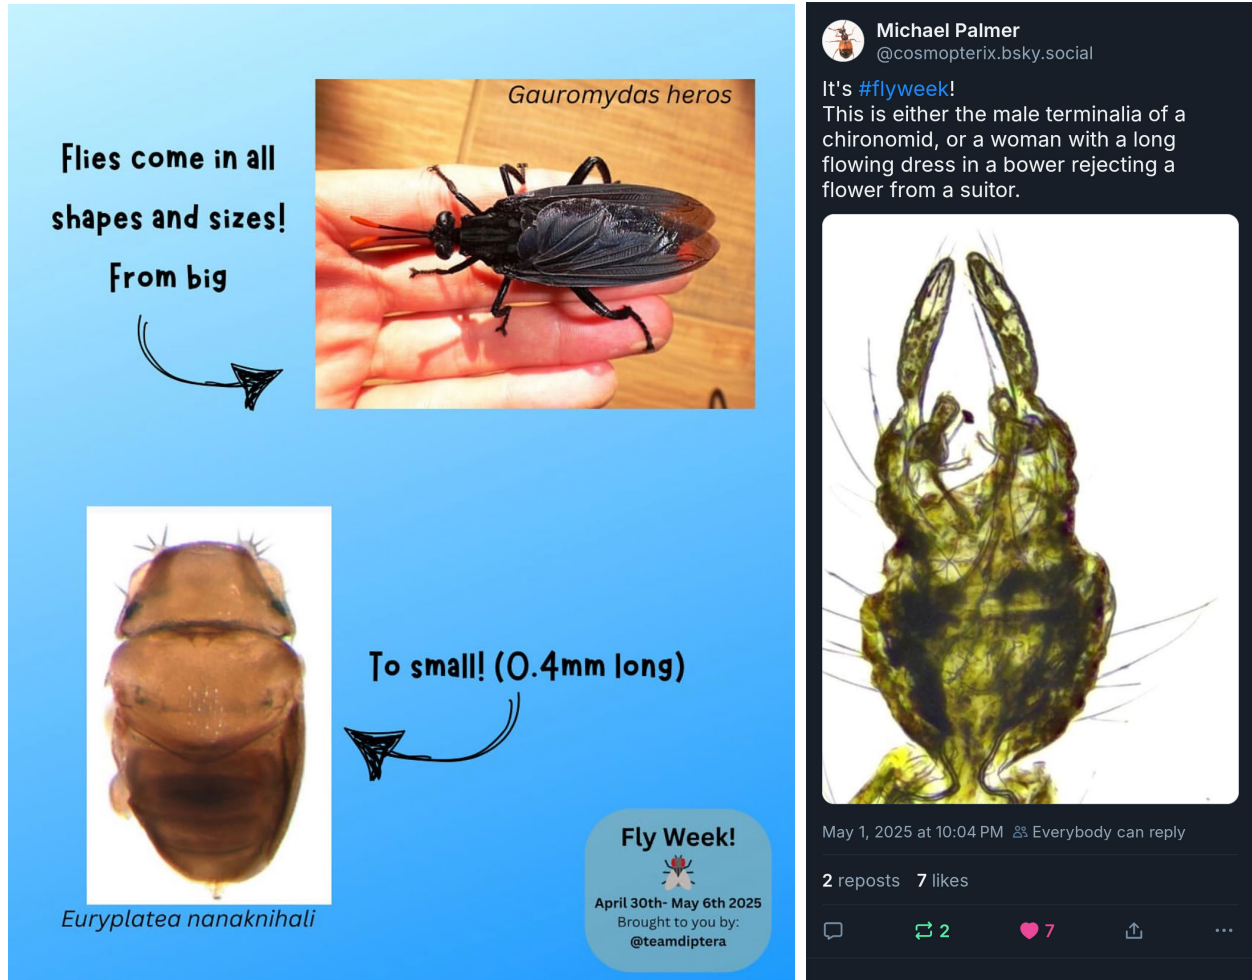 Gauromydas heros
Flies come in all
shapes and sizes!
From big
To small! (0.4mm long)
Euryplatea nanaknihali
Fly Week!
April 30th- May 6th 2025
Brought to you by:
@teamdiptera
Michael Palmer
@cosmopterix.bsky.social
It's #flyweek!
This is either the male terminalia of a
chironomid, or a woman with a long
flowing dress in a bower rejecting a
flower from a suitor.
May 1, 2025 at 10:04 PM Everybody can reply
2 reposts 7 likes
2 7